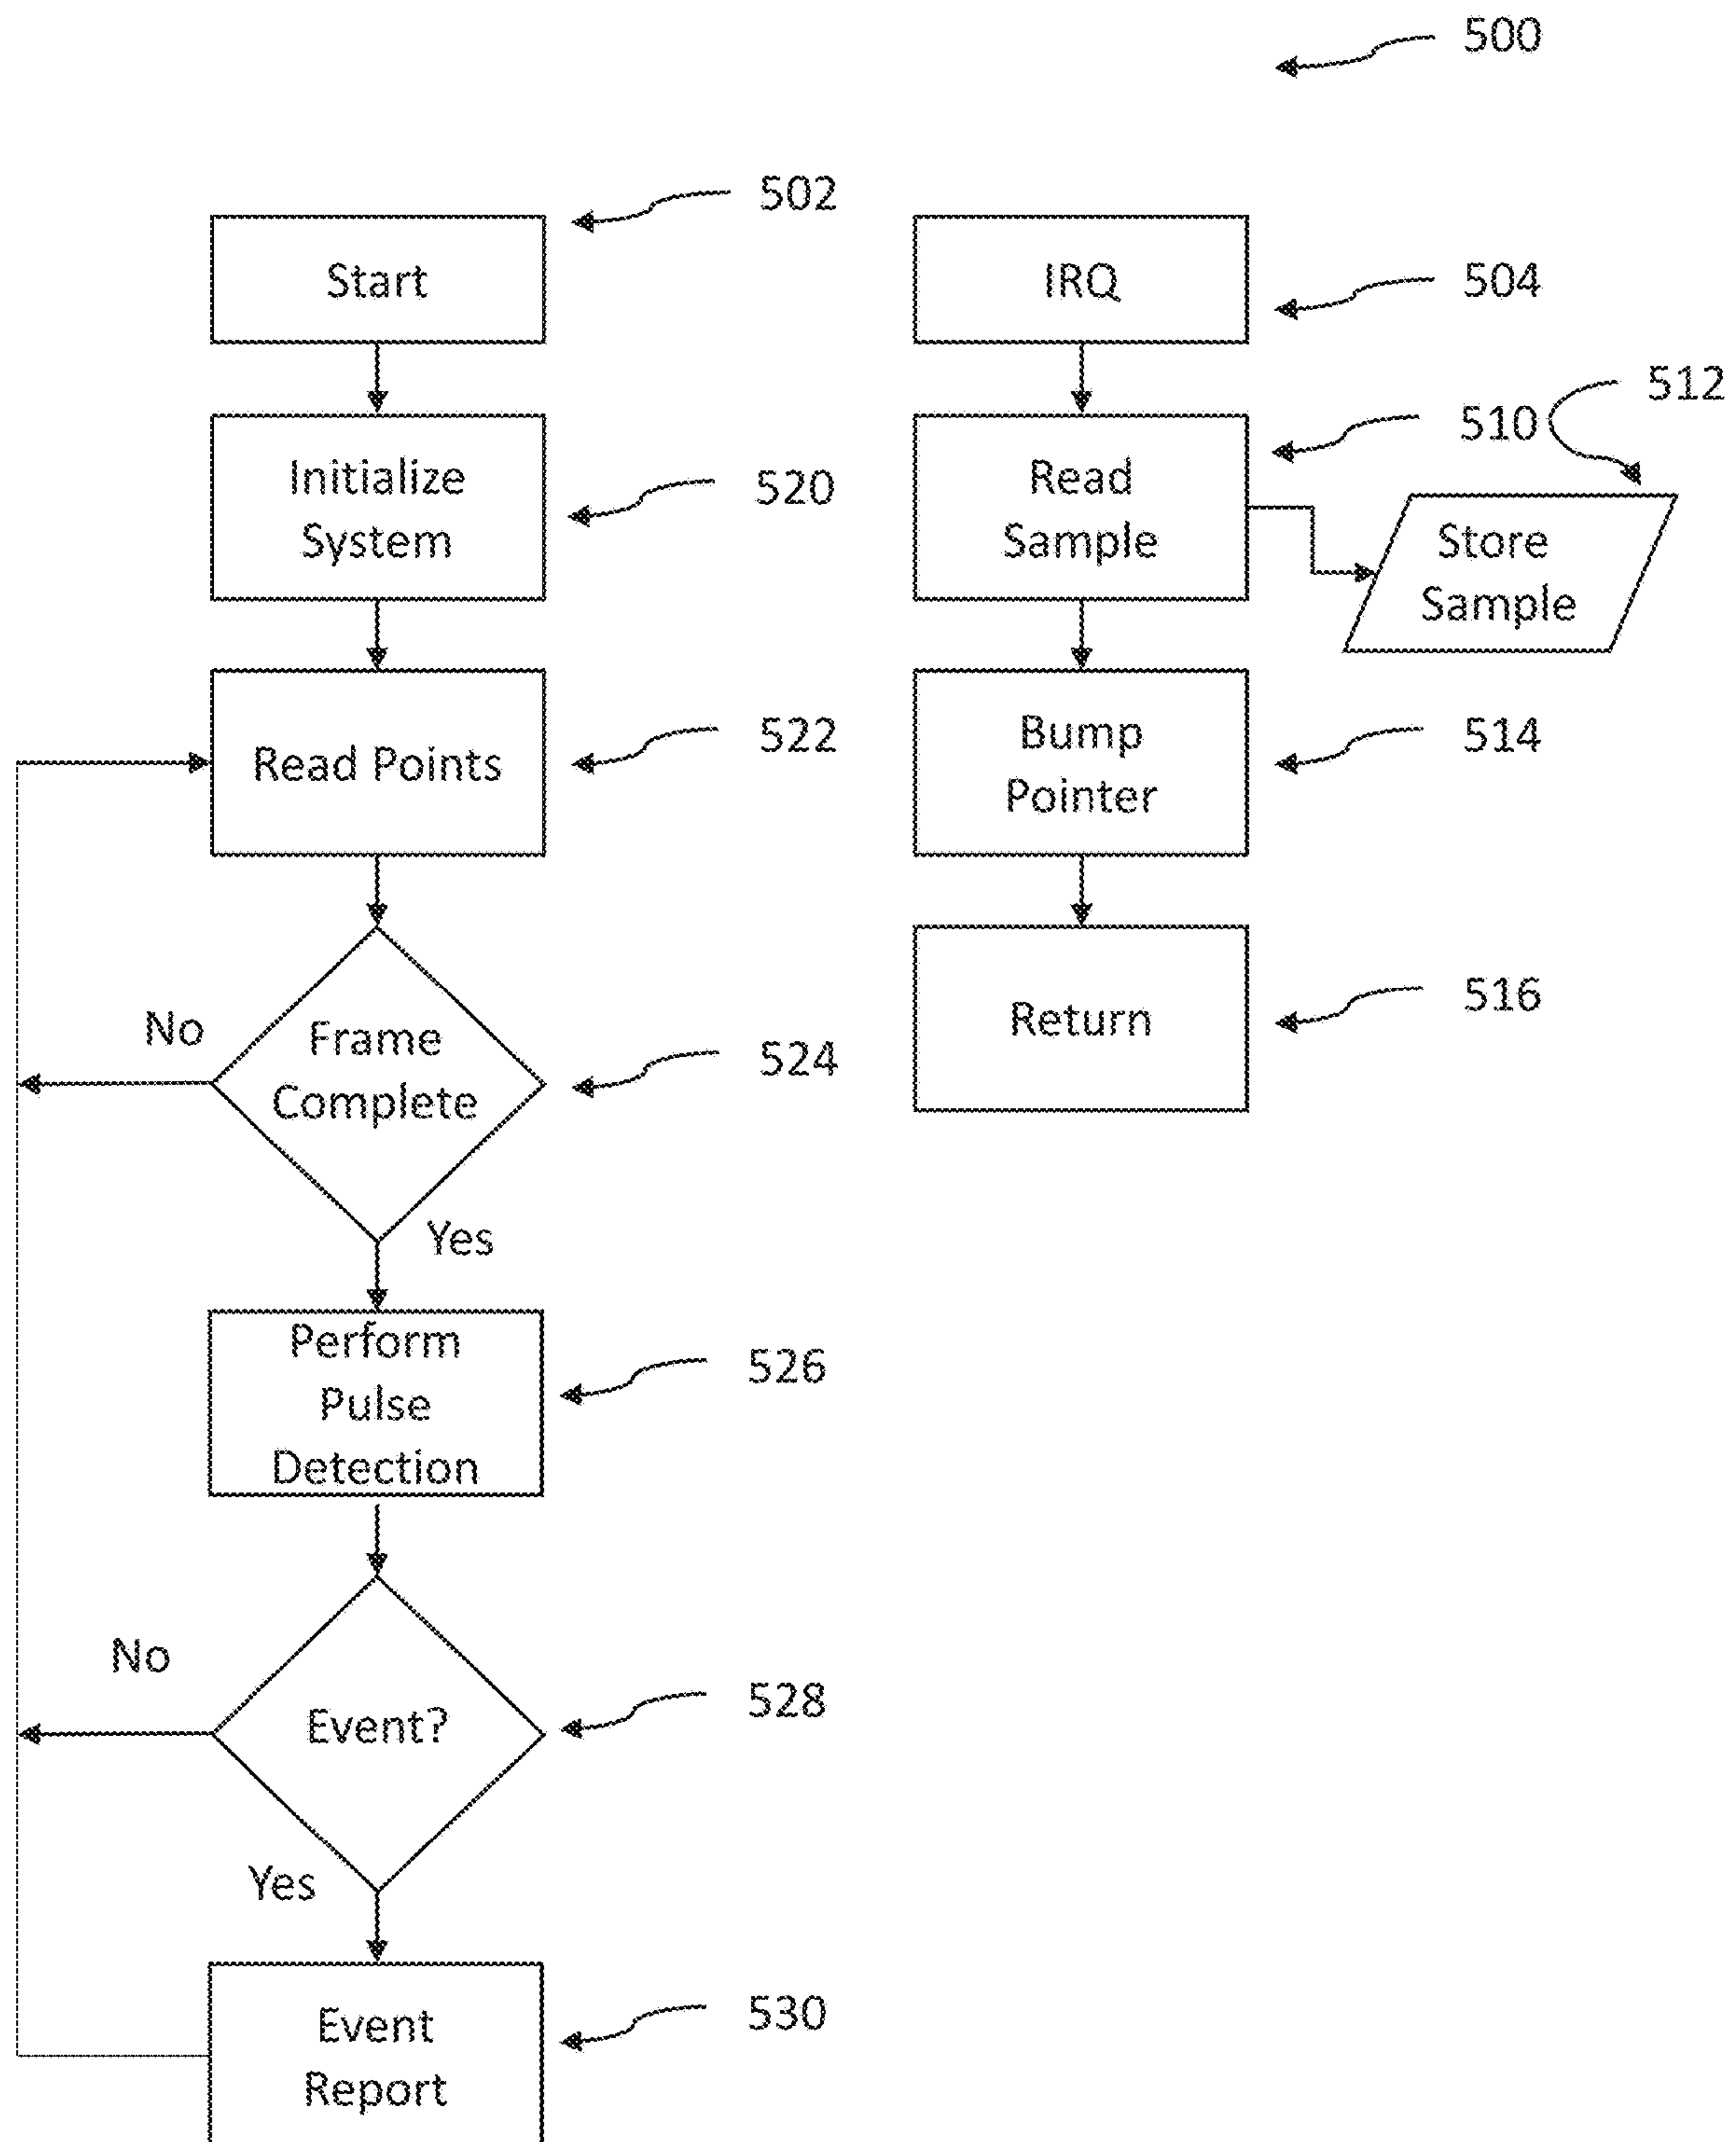 500
502
Start
IRQ
504
512
Initialize
System
520
Read
Sample
510
Store
Sample
Read Points
522
Bump
Pointer
514
No
Frame
Complete
524
Return
516
Yes
Perform
Pulse
Detection
526
No
Event?
528
Yes
Event
Report
530